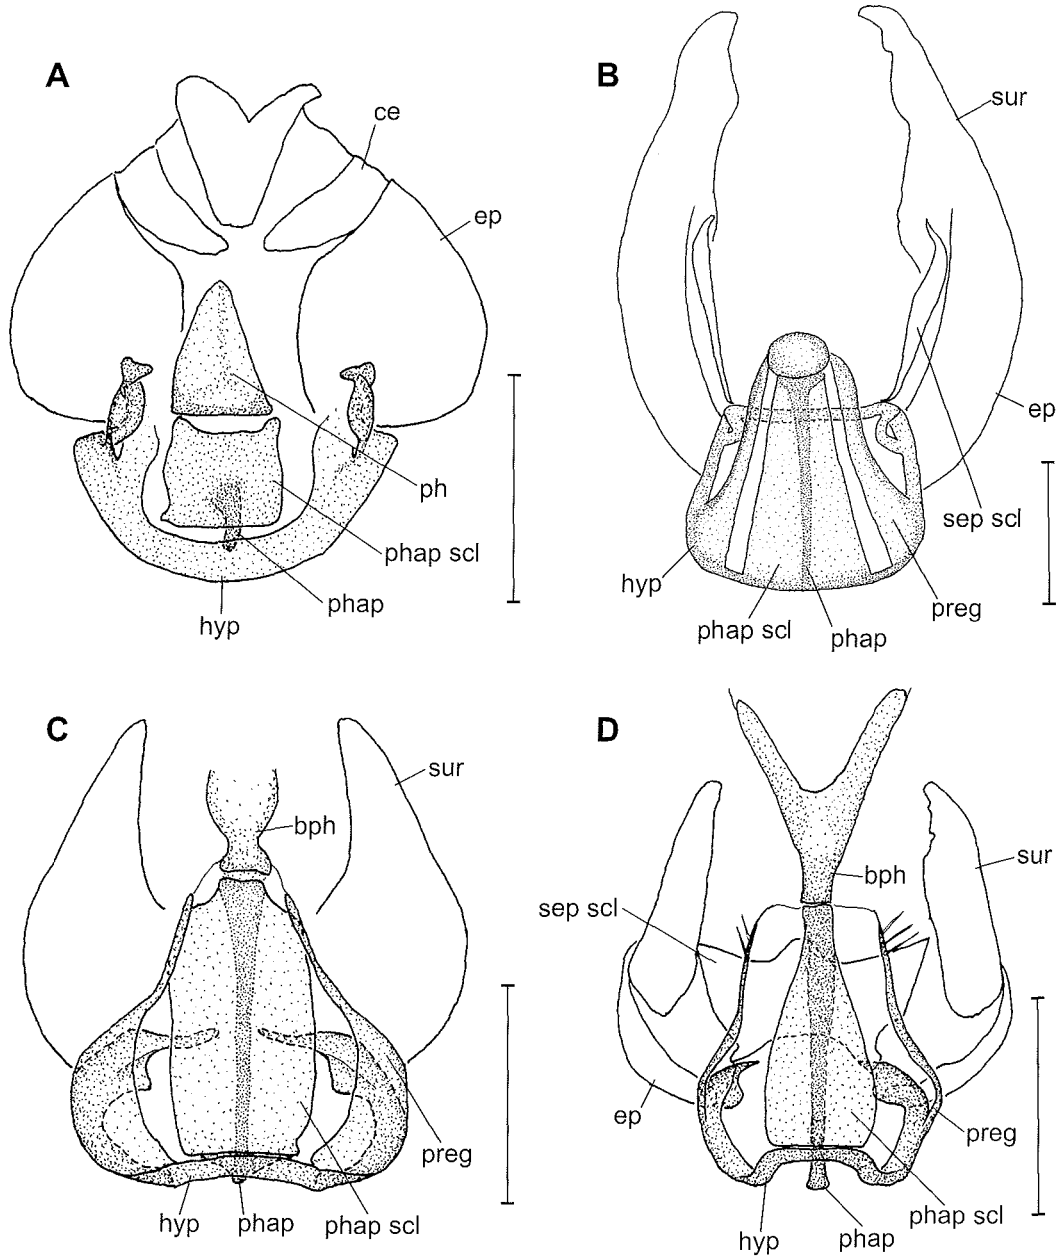 A
ce
ep
ph
phap scl
phap
hyp
B
sur
ep
sep scl
preg
hyp
phap scl
phap
C
sur
bph
preg
hyp
phap
phap scl
D
sur
bph
sep scl
ep
preg
phap scl
hyp
phap